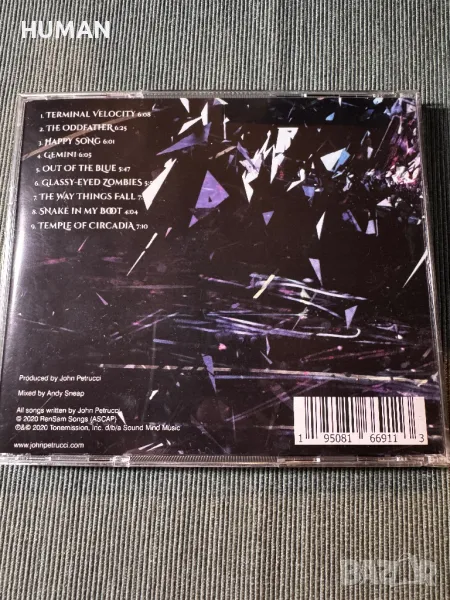 HUMAN
1. TERMINAL VELOCITY 6:08
2. THE ODDFATHER 6:25
3. HAPPY SONG 6:01
4. GEMINI 6:05
5. OUT OF THE BLUE 5:47
6. GLASSY-EYED ZOMBIES
7. THE WAY THINGS FALL
8. SNAKE IN MY BOOT 4:04
9. TEMPLE OF CIRCADIA 7:10
Produced by John Petrucci
Mixed by Andy Sneap
All songs written by John Petrucci
© 2020 RenSam Songs (ASCAP)
℗&© 2020 Tonemission, Inc. d/b/a Sound Mind Music
www.johnpetrucci.com
1 95081 66911 3
BAZAR